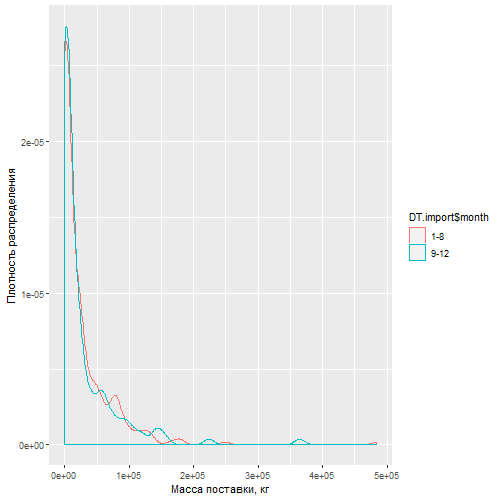 Плотность распределения
2e-05
1e-05
0e+00
0e+00 1e+05 2e+05 3e+05 4e+05 5e+05
Масса поставки, кг
DT.import$month
1-8
9-12